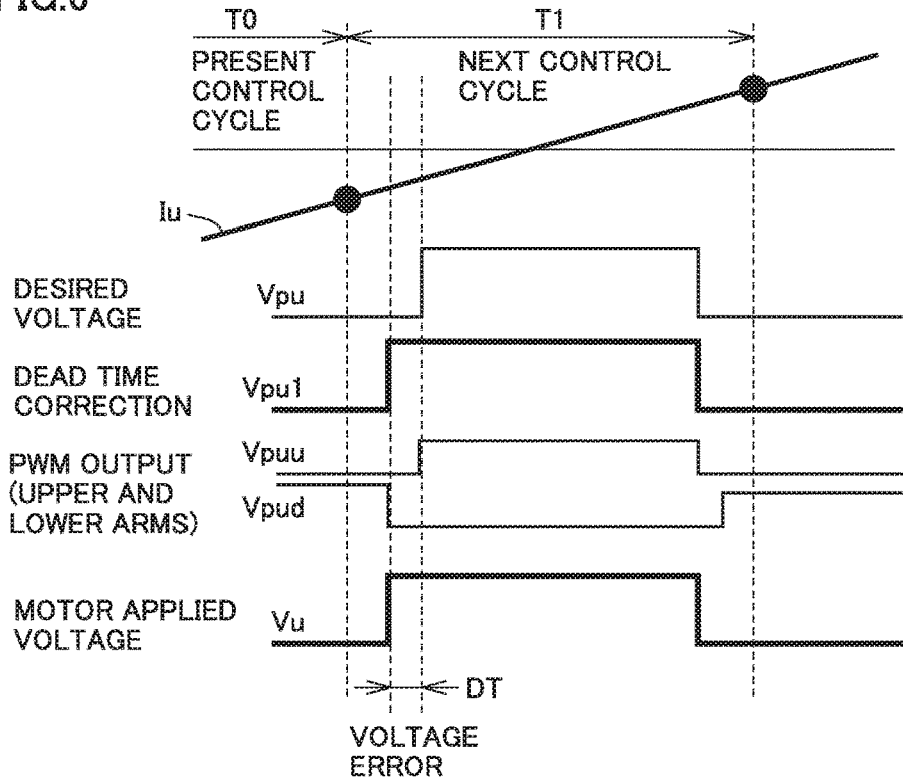 T0
T1
PRESENT
CONTROL
CYCLE
NEXT CONTROL
CYCLE
Iu
DESIRED
VOLTAGE
Vpu
DEAD TIME
CORRECTION
Vpu1
PWM OUTPUT
(UPPER AND
LOWER ARMS)
Vpuu
Vpud
MOTOR APPLIED
VOLTAGE
Vu
DT
VOLTAGE
ERROR